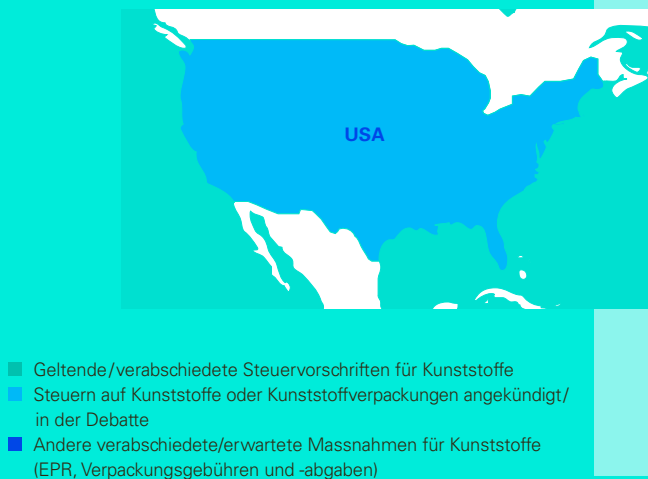 USA
Geltende/verabschiedete Steuervorschriften für Kunststoffe
Steuern auf Kunststoffe oder Kunststoffverpackungen angekündigt/
in der Debatte
Andere verabschiedete/erwartete Massnahmen für Kunststoffe
(EPR, Verpackungsgebühren und -abgaben)